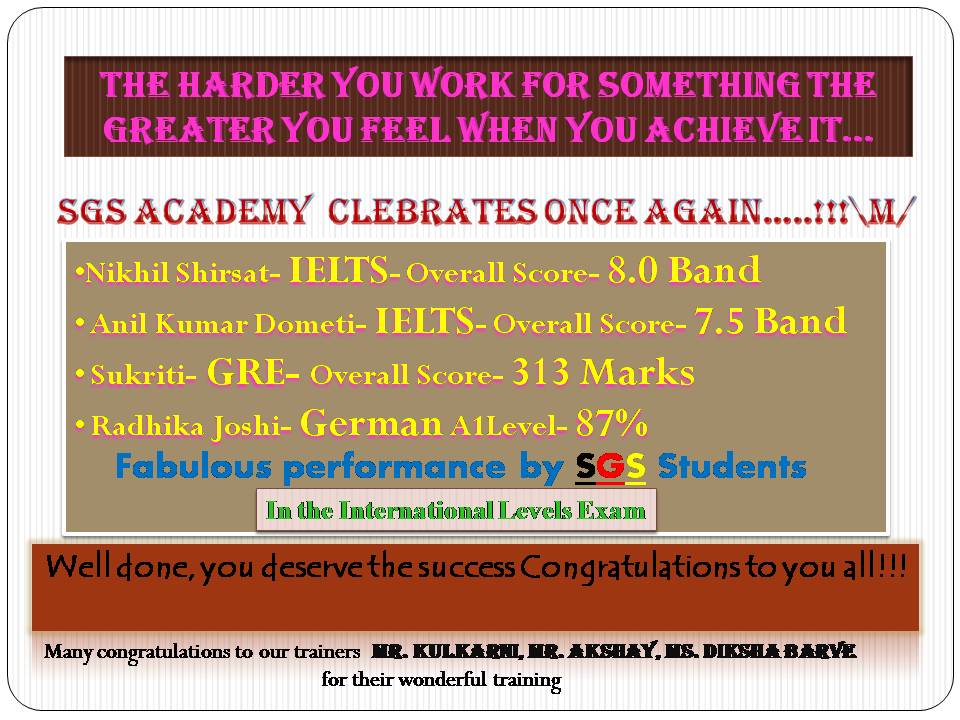 THE HARDER YOU WORK FOR SOMETHING THE
GREATER YOU FEEL WHEN YOU ACHIEVE IT...
SGS ACADEMY CLEBRATES ONCE AGAIN.....!!!\M/
•Nikhil Shirsat- IELTS- Overall Score- 8.0 Band
• Anil Kumar Dometi- IELTS- Overall Score- 7.5 Band
• Sukriti- GRE- Overall Score- 313 Marks
• Radhika Joshi- German A1Level- 87%
Fabulous performance by SGS Students
In the International Levels Exam
Well done, you deserve the success Congratulations to you all!!!
Many congratulations to our trainers MR. KULKARNI, MR. AKSHAY, MS. DIKSHA BARVE
for their wonderful training